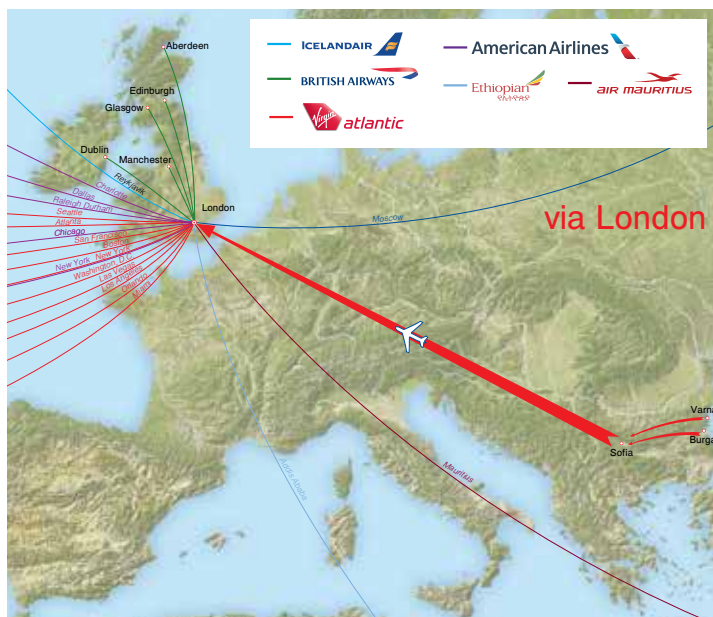 ICELANDAIR
American Airlines
BRITISH AIRWAYS
Ethiopian
AIR MAURITIUS
Virgin atlantic
Aberdeen
Edinburgh
Glasgow
Dublin
Manchester
Reykjavik
London
Moscow
via London
Charlotte
Dallas
Raleigh Durham
Seattle
Atlanta
Chicago
San Francisco
Boston
New York
New York
Washington, D.C.
Las Vegas
Los Angeles
Orlando
Miami
Varna
Burga
Sofia
Mauritsius
Addis Ababa